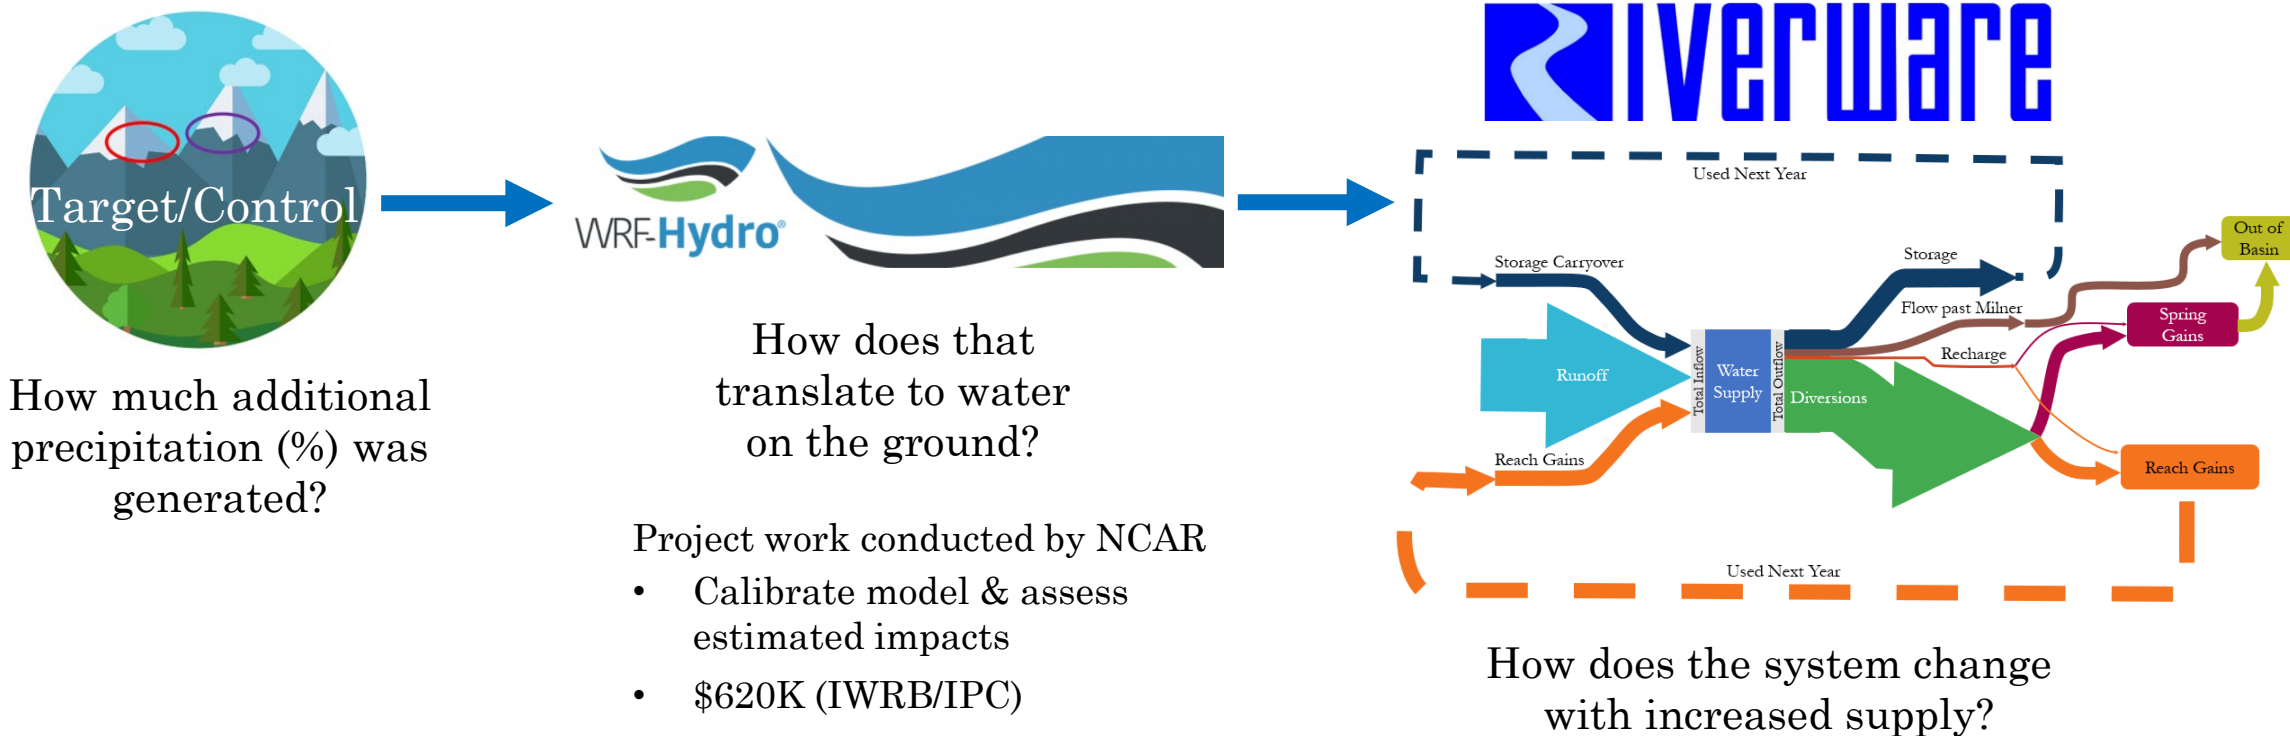 Target/Control
How much additional
precipitation (%) was
generated?
WRF-Hydro®
How does that
translate to water
on the ground?
Project work conducted by NCAR
• Calibrate model & assess
estimated impacts
• $620K (IWRB/IPC)
Riverware
Used Next Year
Storage Carryover
Storage
Out of
Basin
Flow past Milner
Spring
Gains
Recharge
Runoff
Total Inflow
Water
Supply
Total Outflow
Diversions
Reach Gains
Reach Gains
Used Next Year
How does the system change
with increased supply?